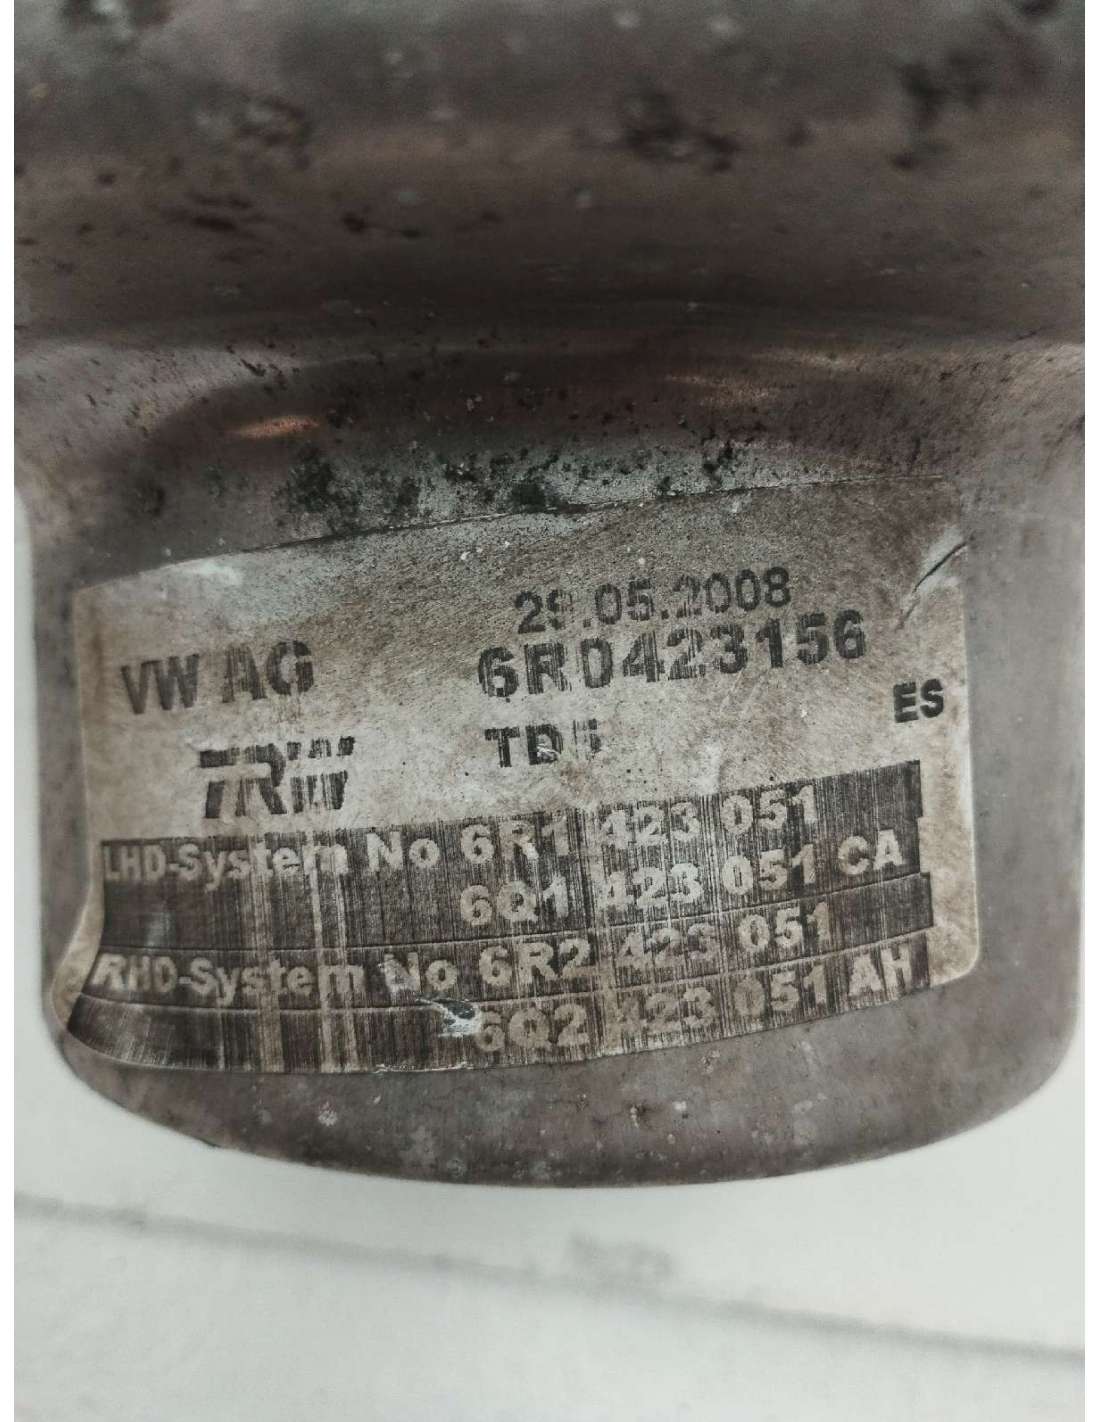 29.05.2008
VW AG 6R0423156
ES
TRW
LHD-System No 6R1 423 051
6Q1 423 051 CA
RHD-System No 6R2 423 051
6Q2 423 051 AH